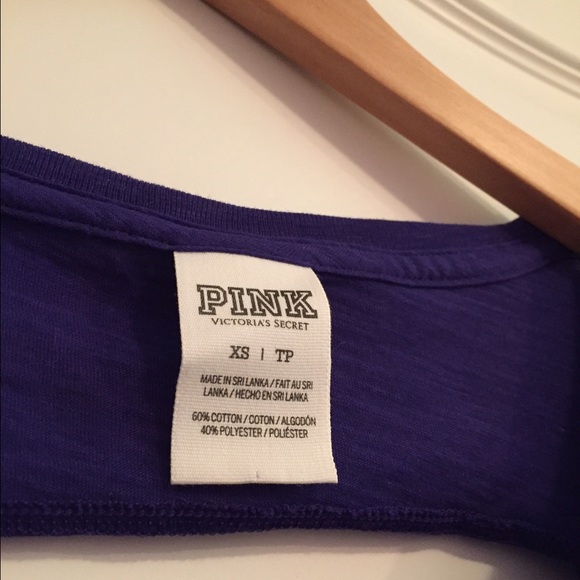 PINK
VICTORIA'S SECRET
XS | TP
MADE IN SRI LANKA / FAIT AU SRI
LANKA / HECHO EN SRI LANKA
60% COTTON / COTON / ALGODÓN
40% POLYESTER / POLIÉSTER